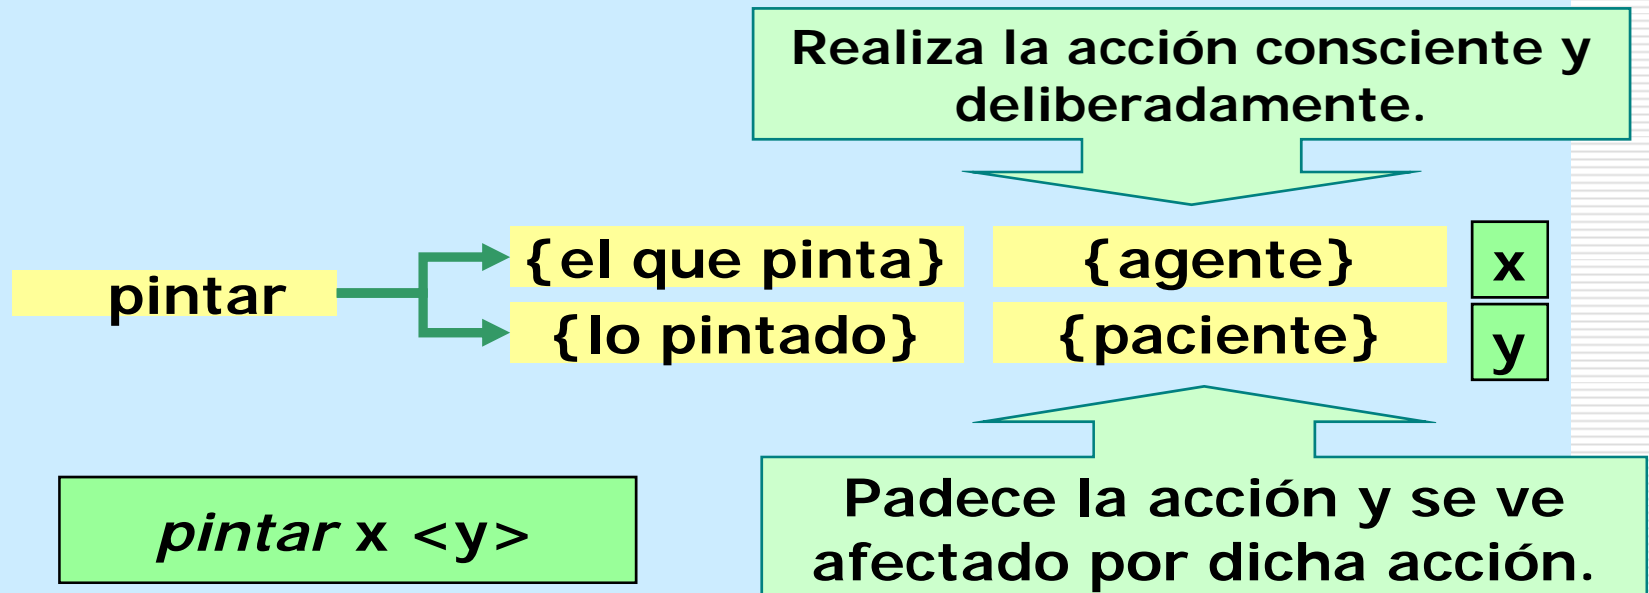 Realiza la acción consciente y
deliberadamente.
{el que pinta} {agente} x
pintar
{lo pintado} {paciente} y
pintar x <y>
Padece la acción y se ve
afectado por dicha acción.